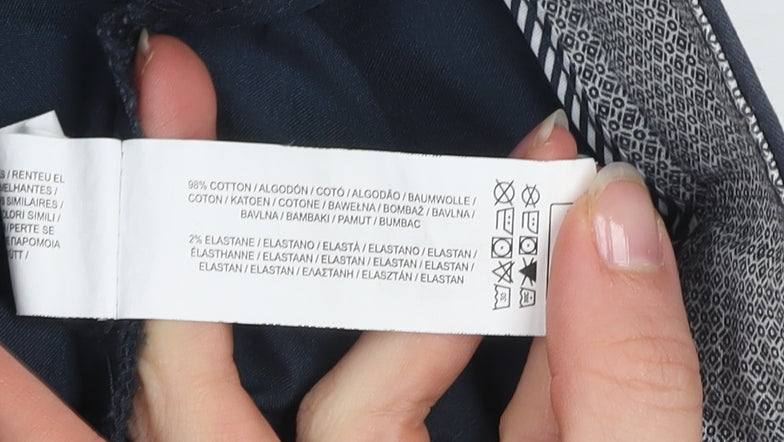 S / RENTEU EL
MELHANTES /
S SIMILAIRES /
OLORI SIMILI /
/ PERTE SE
ΠΑΡΟΜΟΙΑ
98% COTTON / ALGODÓN / COTÓ / ALGODÃO / BAUMWOLLE /
COTON / KATOEN / COTONE / BAWEŁNA / BOMBAŽ / BAVLNA /
BAVLNA / BAMBAKI / PAMUT / BUMBAC
2% ELASTANE / ELASTANO / ELASTÀ / ELASTANO / ELASTAN /
ÉLASTHANNE / ELASTAAN / ELASTAN / ELASTAN / ELASTAN /
ELASTAN / ELASTAN / ΕΛΑΣΤΑΝΗ / ELASZTÁN / ELASTAN